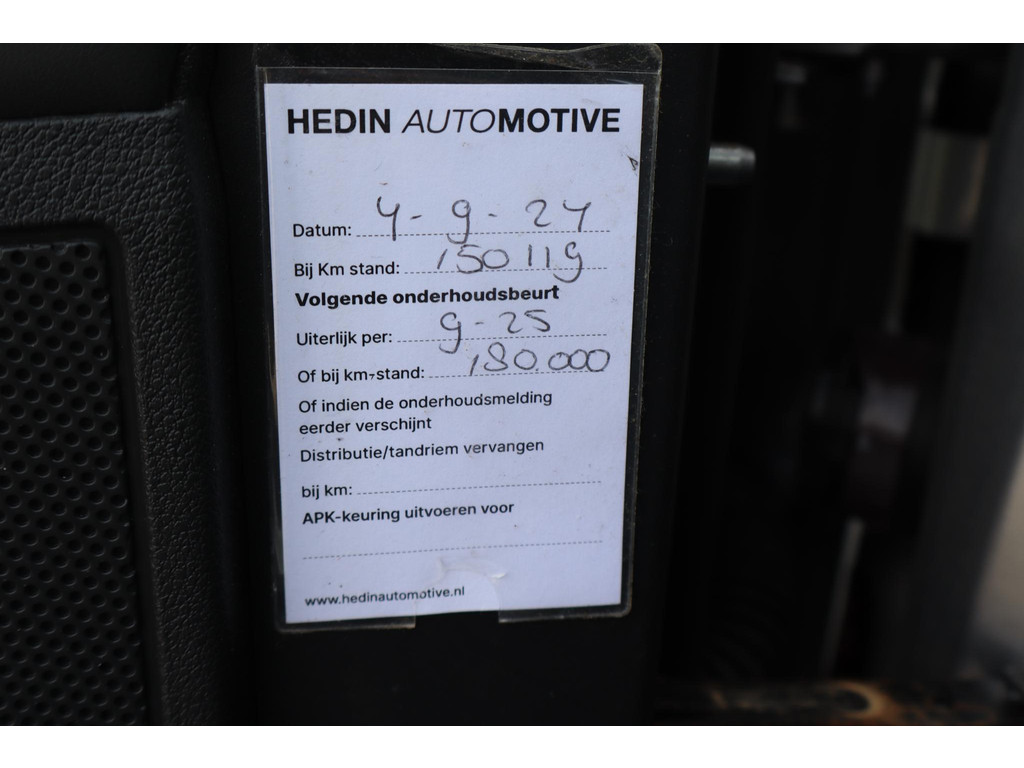 HEDIN AUTOMOTIVE
Datum: 4-9-24
Bij Km stand: 150119
Volgende onderhoudsbeurt
Uiterlijk per: 9-25
Of bij km-stand: 180.000
Of indien de onderhoudsmelding
eerder verschijnt
Distributie/tandriem vervangen
bij km:
APK-keuring uitvoeren voor
www.hedinautomotive.nl